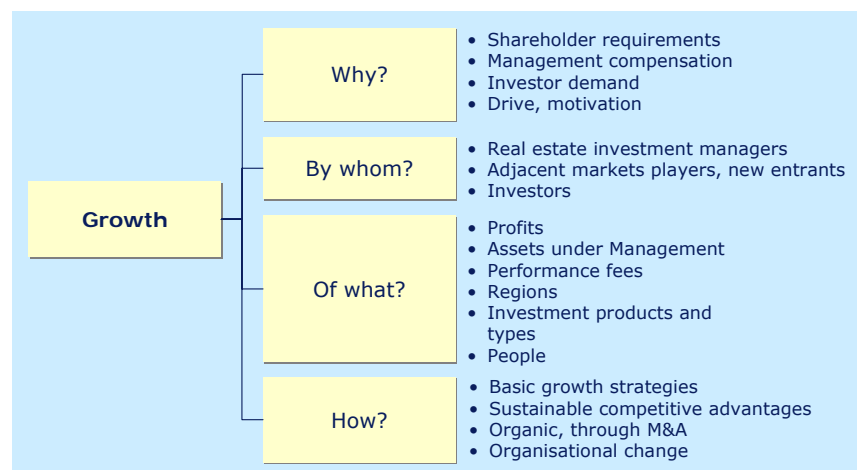 Growth
Why?
• Shareholder requirements
• Management compensation
• Investor demand
• Drive, motivation
By whom?
• Real estate investment managers
• Adjacent markets players, new entrants
• Investors
Of what?
• Profits
• Assets under Management
• Performance fees
• Regions
• Investment products and
types
• People
How?
• Basic growth strategies
• Sustainable competitive advantages
• Organic, through M&A
• Organisational change